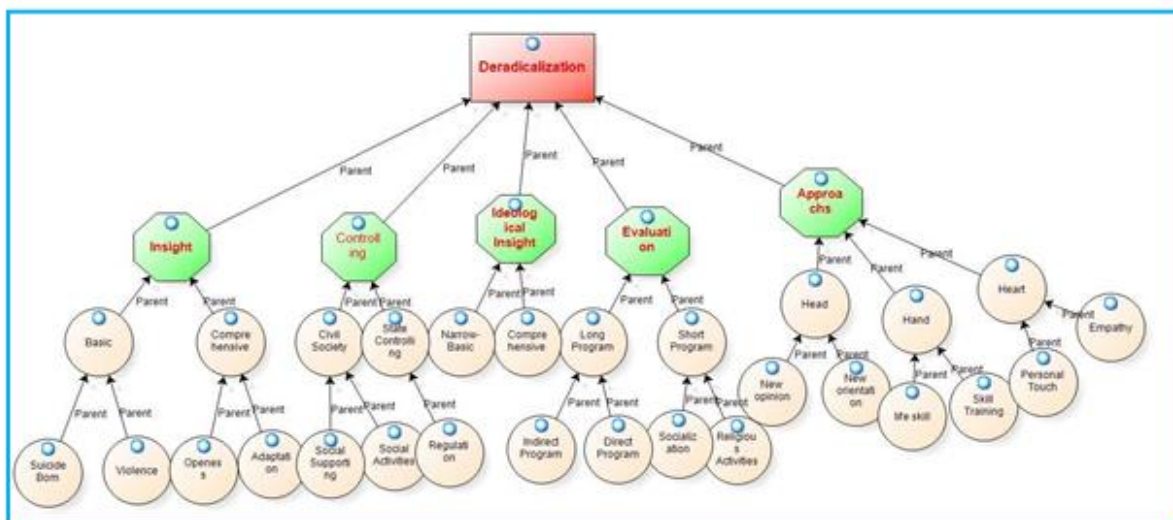 Deradicalization
Parent
Parent
Parent
Parent
Parent
Approa
chs
Ideolog
ical
Insight
Insight
Controll
ing
Evaluati
on
Parent
Parent
Parent
Parent
Parent
Parent
Parent
Parent
Parent
Parent
Parent
Head
Hand
Heart
Parent
Empathy
Basic
Compre
hensive
Civil
Society
State
Controlli
ng
Narrow-
Basic
Compre
hensive
Long
Program
Short
Program
Parent
Parent
Parent
Parent
Parent
New
opinion
New
orientati
on
life skill
Skill
Training
Personal
Touch
Parent
Parent
Parent
Parent
Parent
Parent
Parent
Parent
Parent
Parent
Parent
Suicide
Bom
Violence
Openes
s
Adaptati
on
Social
Supporti
ng
Social
Activities
Regulati
on
Indirect
Program
Direct
Program
Socializ
ation
Religiou
s
Activities